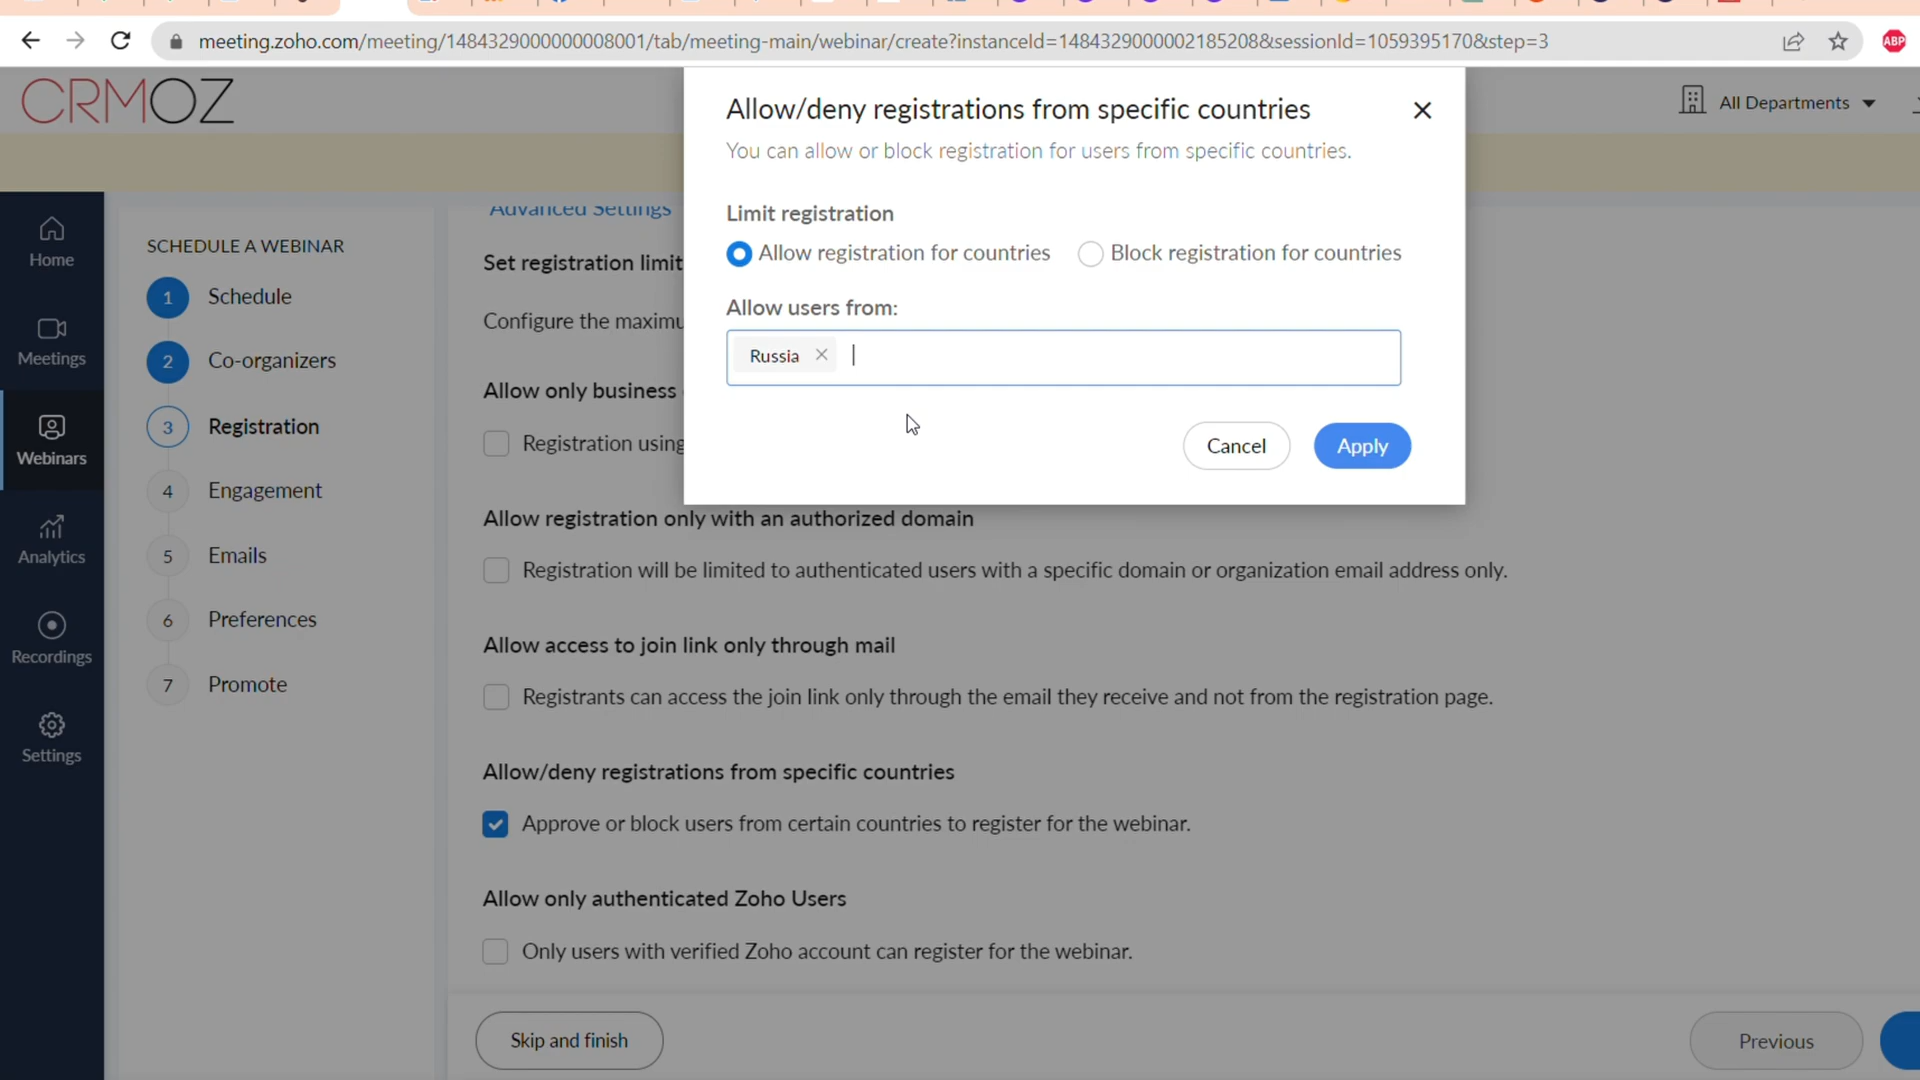 meeting.zoho.com/meeting/1484329000000008001/tab/meeting-main/webinar/create?instanceId=1484329000002185208&sessionId=1059395170&step=3
ABP
CRMOZ
All Departments
Allow/deny registrations from specific countries
You can allow or block registration for users from specific countries.
Limit registration
Allow registration for countries
Block registration for countries
Allow users from:
Russia
Cancel
Apply
Home
Meetings
Webinars
Analytics
Recordings
Settings
SCHEDULE A WEBINAR
1 Schedule
2 Co-organizers
3 Registration
4 Engagement
5 Emails
6 Preferences
7 Promote
Advanced Settings
Set registration limit
Configure the maximu
Allow only business
Registration using
Allow registration only with an authorized domain
Registration will be limited to authenticated users with a specific domain or organization email address only.
Allow access to join link only through mail
Registrants can access the join link only through the email they receive and not from the registration page.
Allow/deny registrations from specific countries
Approve or block users from certain countries to register for the webinar.
Allow only authenticated Zoho Users
Only users with verified Zoho account can register for the webinar.
Skip and finish
Previous